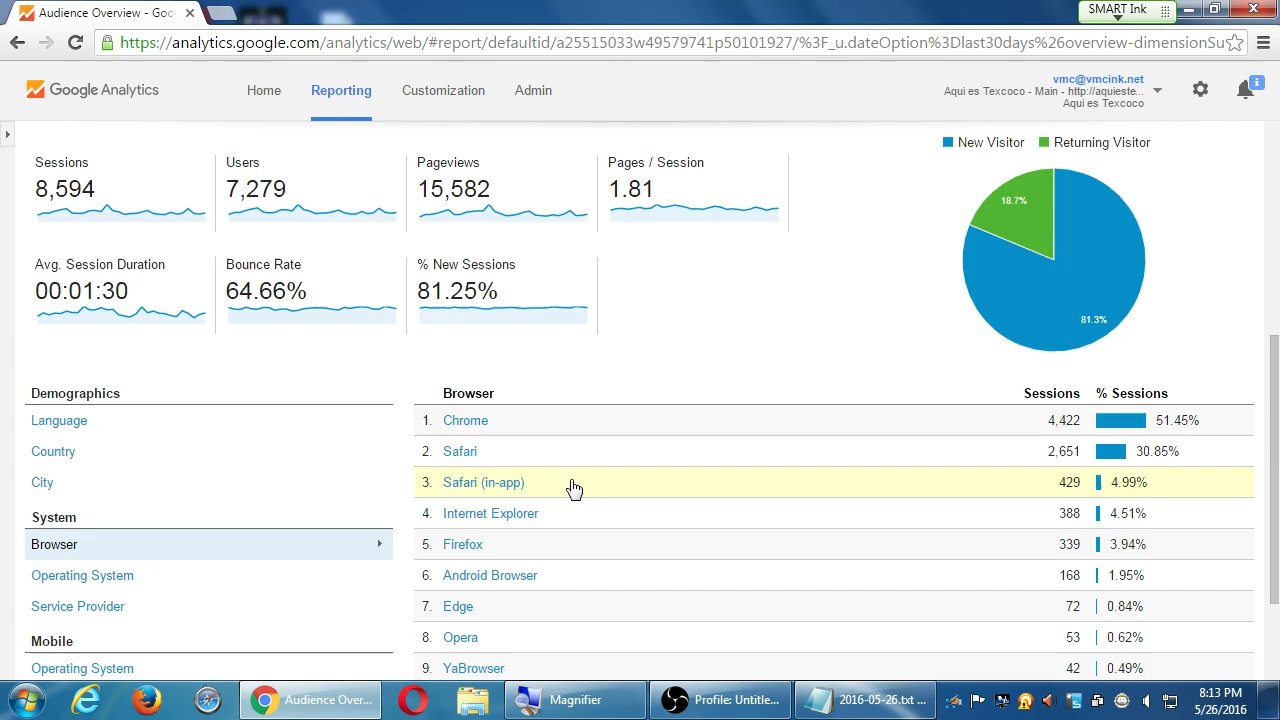 Audience Overview - Goo
SMART Ink
https://analytics.google.com/analytics/web/#report/defaultid/a25515033w49579741p50101927/%3F_u.dateOption%3Dlast30days%26overview-dimensionSu
Google Analytics
Home Reporting Customization Admin
vmc@vmcink.net
Aqui es Texcoco - Main - http://aquieste...
Aqui es Texcoco
New Visitor Returning Visitor
Sessions Users Pageviews Pages / Session
8,594 7,279 15,582 1.81
18.7%
Avg. Session Duration Bounce Rate % New Sessions
00:01:30 64.66% 81.25%
81.3%
Demographics
Language
Country
City
System
Browser
Operating System
Service Provider
Mobile
Operating System
Browser Sessions % Sessions
1. Chrome 4,422 51.45%
2. Safari 2,651 30.85%
3. Safari (in-app) 429 4.99%
4. Internet Explorer 388 4.51%
5. Firefox 339 3.94%
6. Android Browser 168 1.95%
7. Edge 72 0.84%
8. Opera 53 0.62%
9. YaBrowser 42 0.49%
Audience Over... Magnifier Profile: Untitle... 2016-05-26.txt ...
8:13 PM
5/26/2016